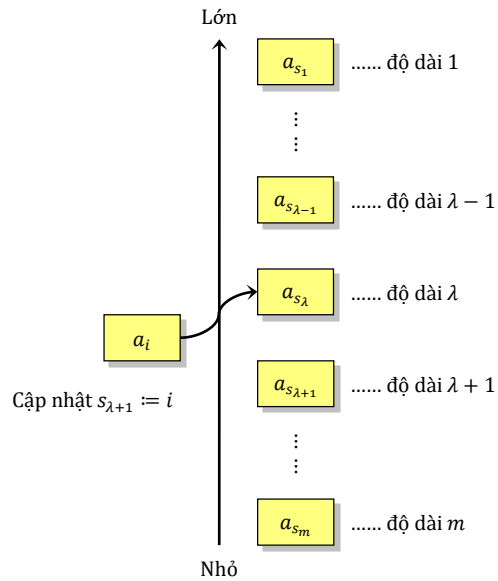 Lớn
a_{s_1} ...... độ dài 1
⋮
a_{s_{λ−1}} ...... độ dài λ − 1
a_{s_λ} ...... độ dài λ
a_i
a_{s_{λ+1}} ...... độ dài λ + 1
Cập nhật s_{λ+1} ≔ i
⋮
a_{s_m} ...... độ dài m
Nhỏ